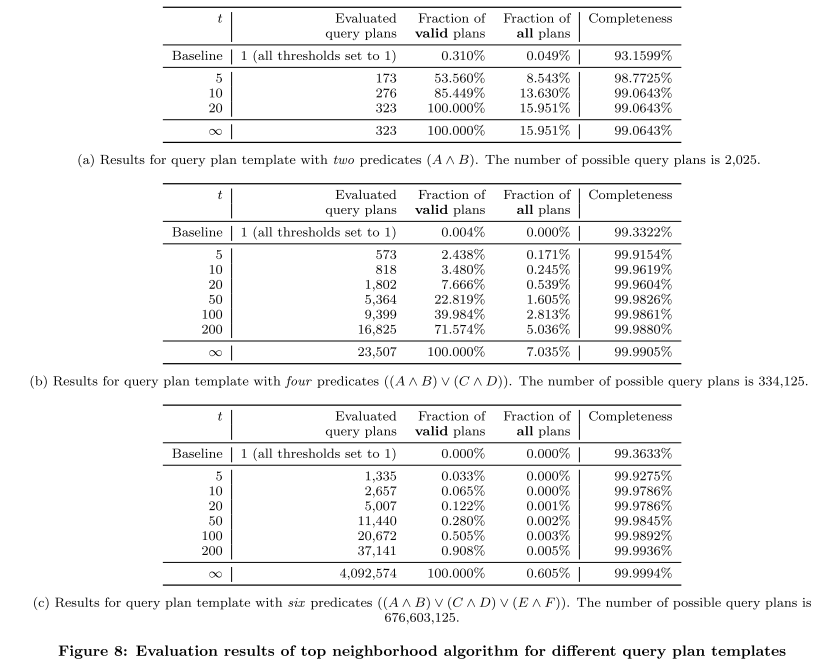 t Evaluated query plans Fraction of valid plans Fraction of all plans Completeness
Baseline 1 (all thresholds set to 1) 0.310% 0.049% 93.1599%
5 173 53.560% 8.543% 98.7725%
10 276 85.449% 13.630% 99.0643%
20 323 100.000% 15.951% 99.0643%
∞ 323 100.000% 15.951% 99.0643%
(a) Results for query plan template with two predicates (A ∧ B). The number of possible query plans is 2,025.
t Evaluated query plans Fraction of valid plans Fraction of all plans Completeness
Baseline 1 (all thresholds set to 1) 0.004% 0.000% 99.3322%
5 573 2.438% 0.171% 99.9154%
10 818 3.480% 0.245% 99.9619%
20 1,802 7.666% 0.539% 99.9604%
50 5,364 22.819% 1.605% 99.9826%
100 9,399 39.984% 2.813% 99.9861%
200 16,825 71.574% 5.036% 99.9880%
∞ 23,507 100.000% 7.035% 99.9905%
(b) Results for query plan template with four predicates ((A ∧ B) ∨ (C ∧ D)). The number of possible query plans is 334,125.
t Evaluated query plans Fraction of valid plans Fraction of all plans Completeness
Baseline 1 (all thresholds set to 1) 0.000% 0.000% 99.3633%
5 1,335 0.033% 0.000% 99.9275%
10 2,657 0.065% 0.000% 99.9786%
20 5,007 0.122% 0.001% 99.9786%
50 11,440 0.280% 0.002% 99.9845%
100 20,672 0.505% 0.003% 99.9892%
200 37,141 0.908% 0.005% 99.9936%
∞ 4,092,574 100.000% 0.605% 99.9994%
(c) Results for query plan template with six predicates ((A ∧ B) ∨ (C ∧ D) ∨ (E ∧ F)). The number of possible query plans is
676,603,125.
Figure 8: Evaluation results of top neighborhood algorithm for different query plan templates